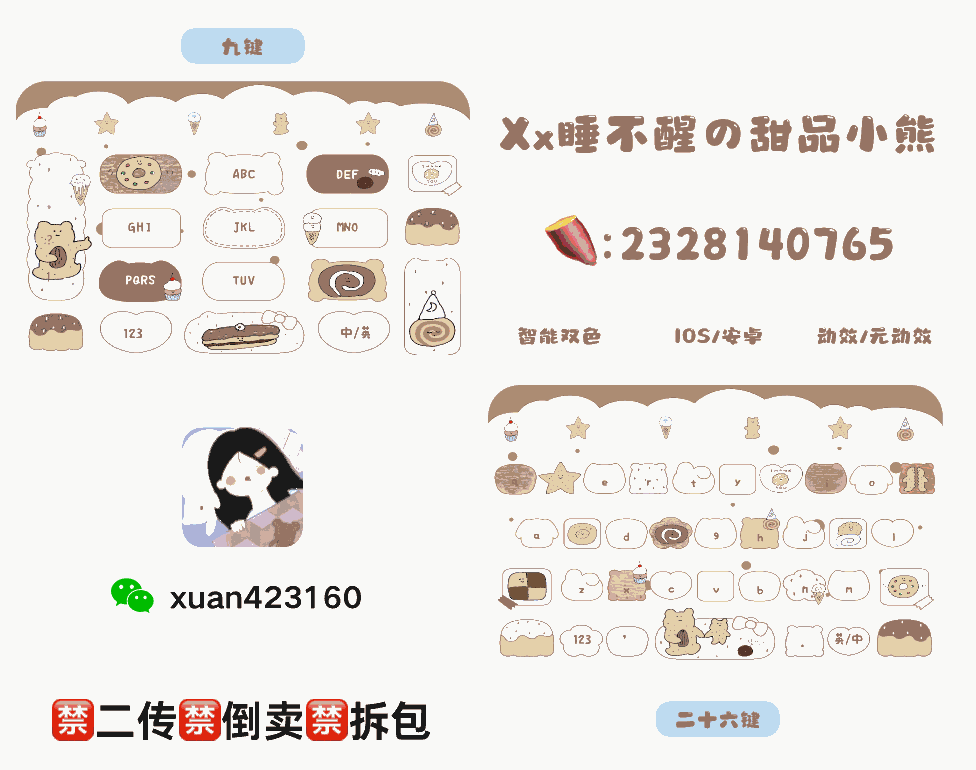 九键
ABC
DEF
GHI
JKL
MNO
PQRS
TUV
123
中/英
xuan423160
禁二传禁倒卖禁拆包
Xx睡不醒の甜品小熊
:2328140765
智能双色
IOS/安卓
动效/无动效
e r t y o
a d g h j l
z x c v b n m
123 ' . 英/中
二十六键